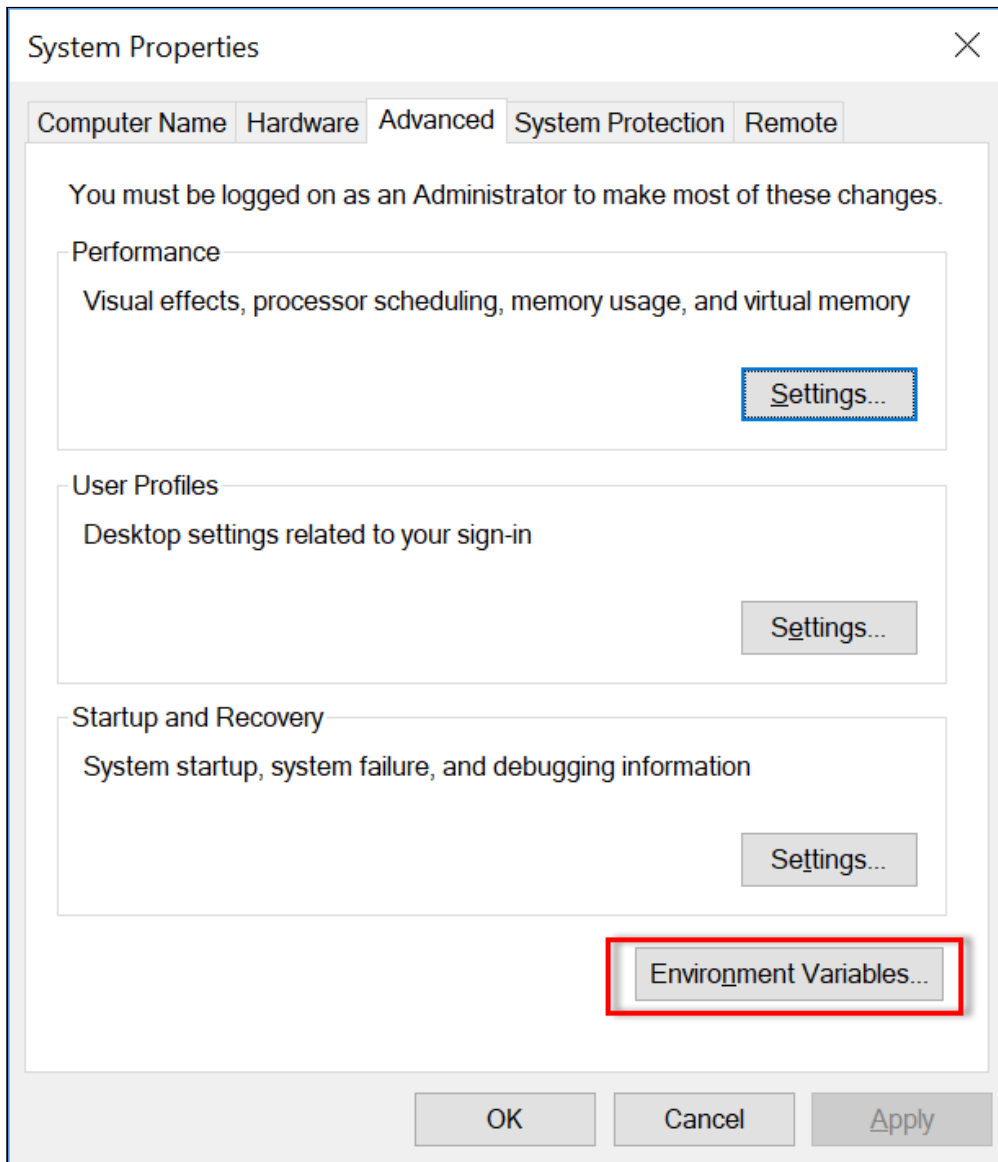 System Properties
Computer Name Hardware Advanced System Protection Remote
You must be logged on as an Administrator to make most of these changes.
Performance
Visual effects, processor scheduling, memory usage, and virtual memory
Settings...
User Profiles
Desktop settings related to your sign-in
Settings...
Startup and Recovery
System startup, system failure, and debugging information
Settings...
Environment Variables...
OK Cancel Apply